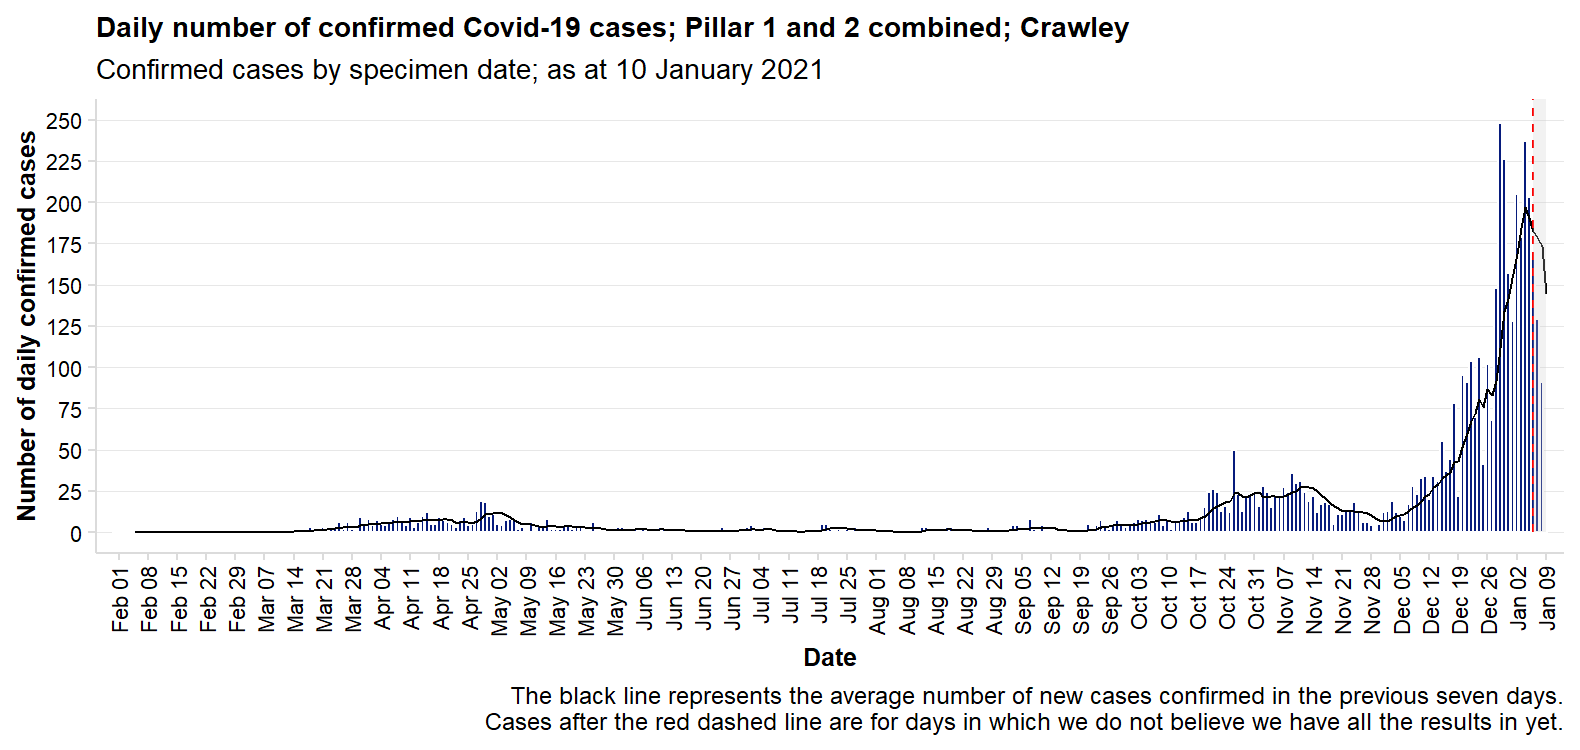 Daily number of confirmed Covid-19 cases; Pillar 1 and 2 combined; Crawley
Confirmed cases by specimen date; as at 10 January 2021
Number of daily confirmed cases
250
225
200
175
150
125
100
75
50
25
0
Feb 01
Feb 08
Feb 15
Feb 22
Feb 29
Mar 07
Mar 14
Mar 21
Mar 28
Apr 04
Apr 11
Apr 18
Apr 25
May 02
May 09
May 16
May 23
May 30
Jun 06
Jun 13
Jun 20
Jun 27
Jul 04
Jul 11
Jul 18
Jul 25
Aug 01
Aug 08
Aug 15
Aug 22
Aug 29
Sep 05
Sep 12
Sep 19
Sep 26
Oct 03
Oct 10
Oct 17
Oct 24
Oct 31
Nov 07
Nov 14
Nov 21
Nov 28
Dec 05
Dec 12
Dec 19
Dec 26
Jan 02
Jan 09
Date
The black line represents the average number of new cases confirmed in the previous seven days.
Cases after the red dashed line are for days in which we do not believe we have all the results in yet.